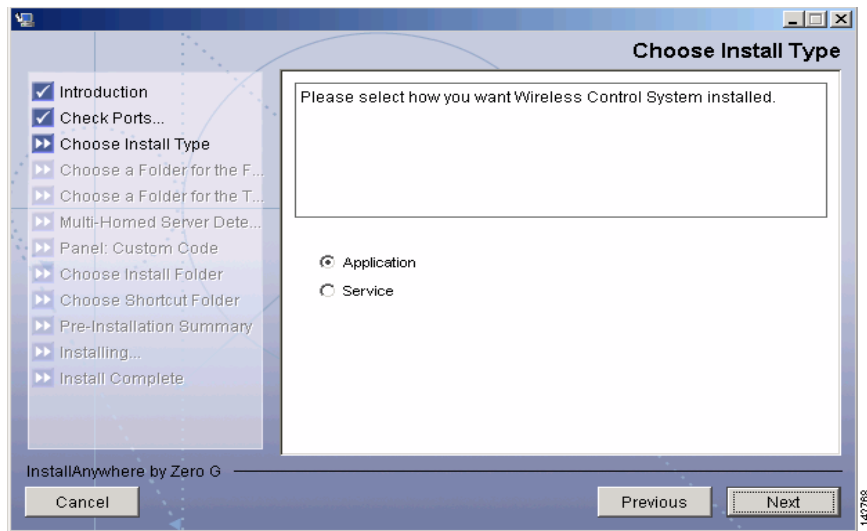 Choose Install Type
Introduction
Check Ports...
Choose Install Type
Choose a Folder for the F...
Choose a Folder for the T...
Multi-Homed Server Dete...
Panel: Custom Code
Choose Install Folder
Choose Shortcut Folder
Pre-Installation Summary
Installing...
Install Complete
Please select how you want Wireless Control System installed.
Application
Service
InstallAnywhere by Zero G
Cancel
Previous
Next